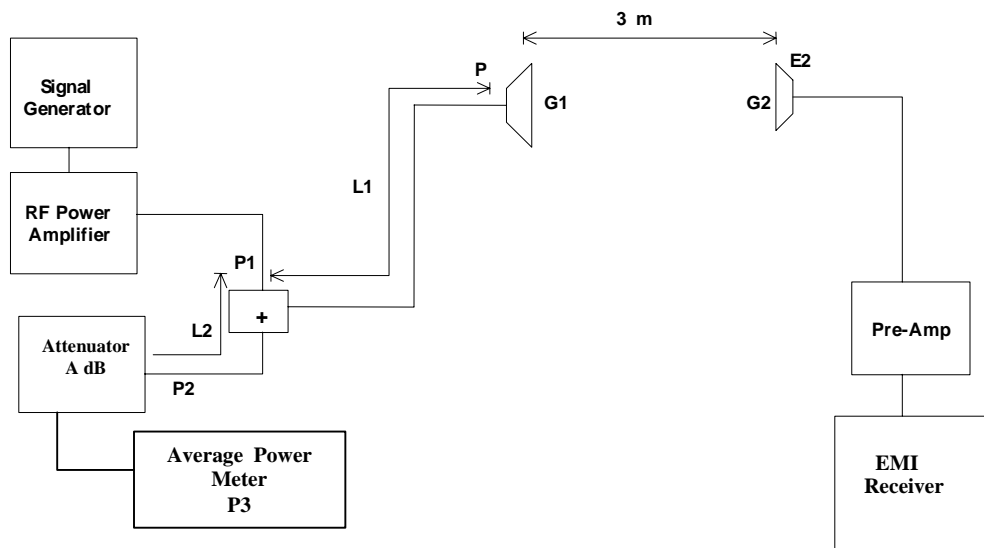 3 m
Signal
Generator
P
E2
G1
G2
L1
RF Power
Amplifier
P1
+
L2
Attenuator
A dB
P2
Pre-Amp
Average Power
Meter
P3
EMI
Receiver